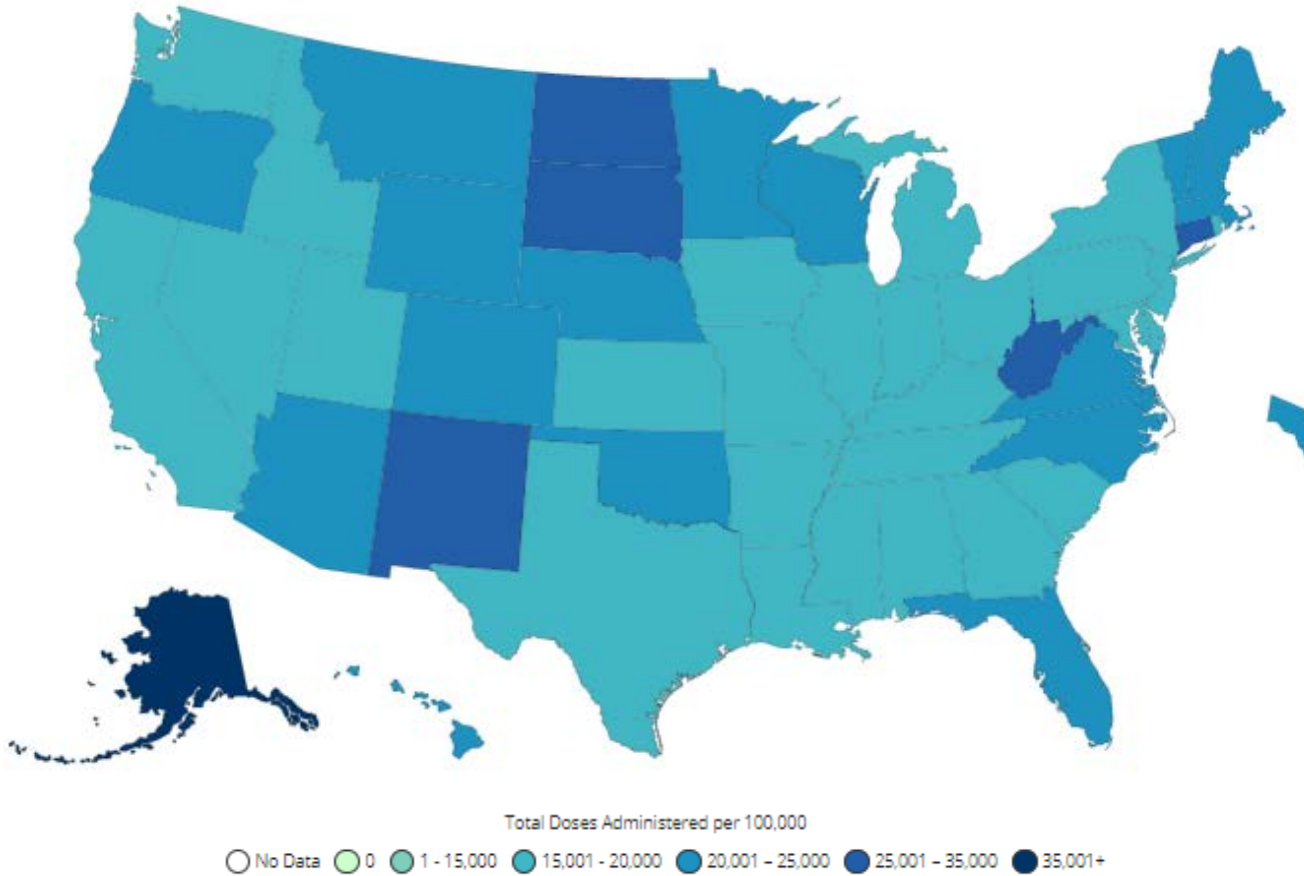 Total Doses Administered per 100,000
No Data 0 1 - 15,000 15,001 - 20,000 20,001 – 25,000 25,001 – 35,000 35,001+